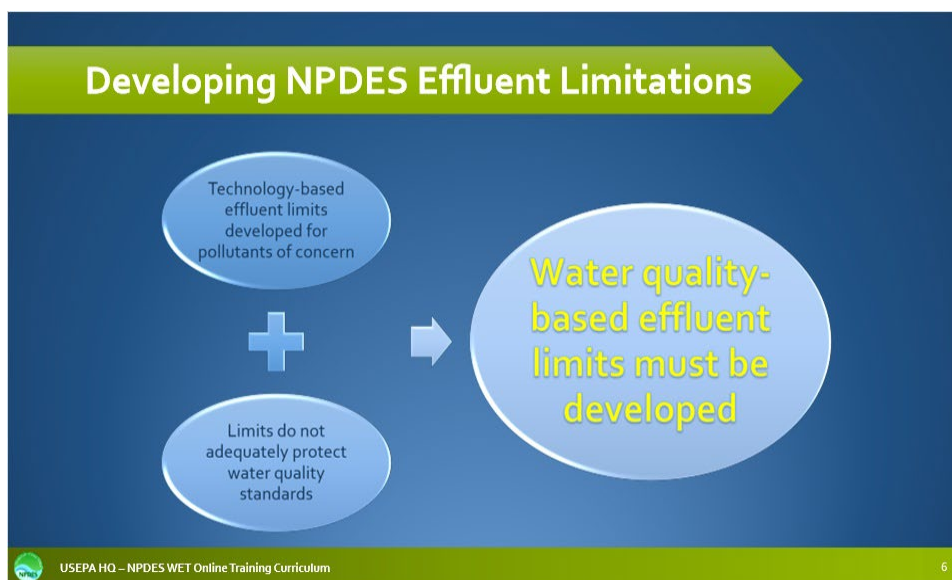 Developing NPDES Effluent Limitations
Technology-based
effluent limits
developed for
pollutants of concern
Limits do not
adequately protect
water quality
standards
Water quality-
based effluent
limits must be
developed
NPDES
USEPA HQ – NPDES WET Online Training Curriculum
6